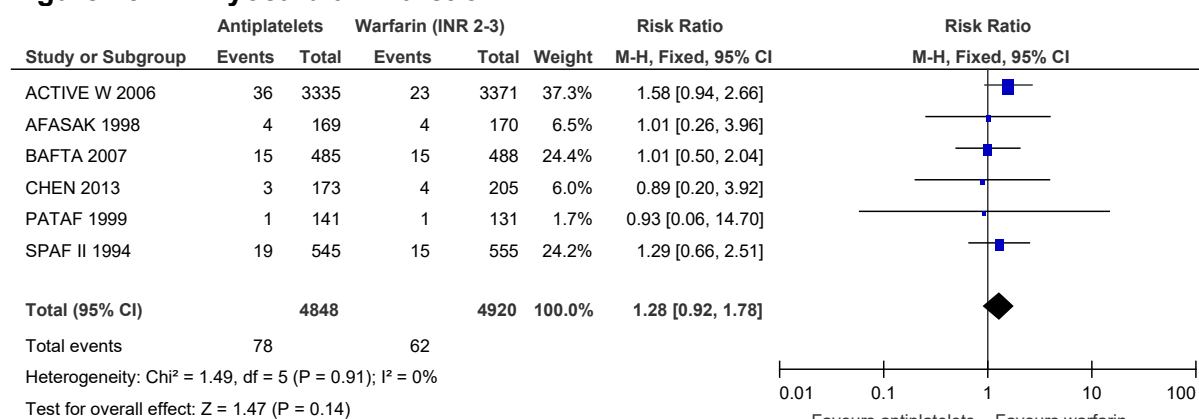 Antiplatelets Warfarin (INR 2-3) Risk Ratio Risk Ratio
Study or Subgroup Events Total Events Total Weight M-H, Fixed, 95% CI M-H, Fixed, 95% CI
ACTIVE W 2006 36 3335 23 3371 37.3% 1.58 [0.94, 2.66]
AFASAK 1998 4 169 4 170 6.5% 1.01 [0.26, 3.96]
BAFTA 2007 15 485 15 488 24.4% 1.01 [0.50, 2.04]
CHEN 2013 3 173 4 205 6.0% 0.89 [0.20, 3.92]
PATAF 1999 1 141 1 131 1.7% 0.93 [0.06, 14.70]
SPAF II 1994 19 545 15 555 24.2% 1.29 [0.66, 2.51]
Total (95% CI) 4848 4920 100.0% 1.28 [0.92, 1.78]
Total events 78 62
Heterogeneity: Chi² = 1.49, df = 5 (P = 0.91); I² = 0%
0.01 0.1 1 10 100
Test for overall effect: Z = 1.47 (P = 0.14)
Favours antiplatelets Favours warfarin